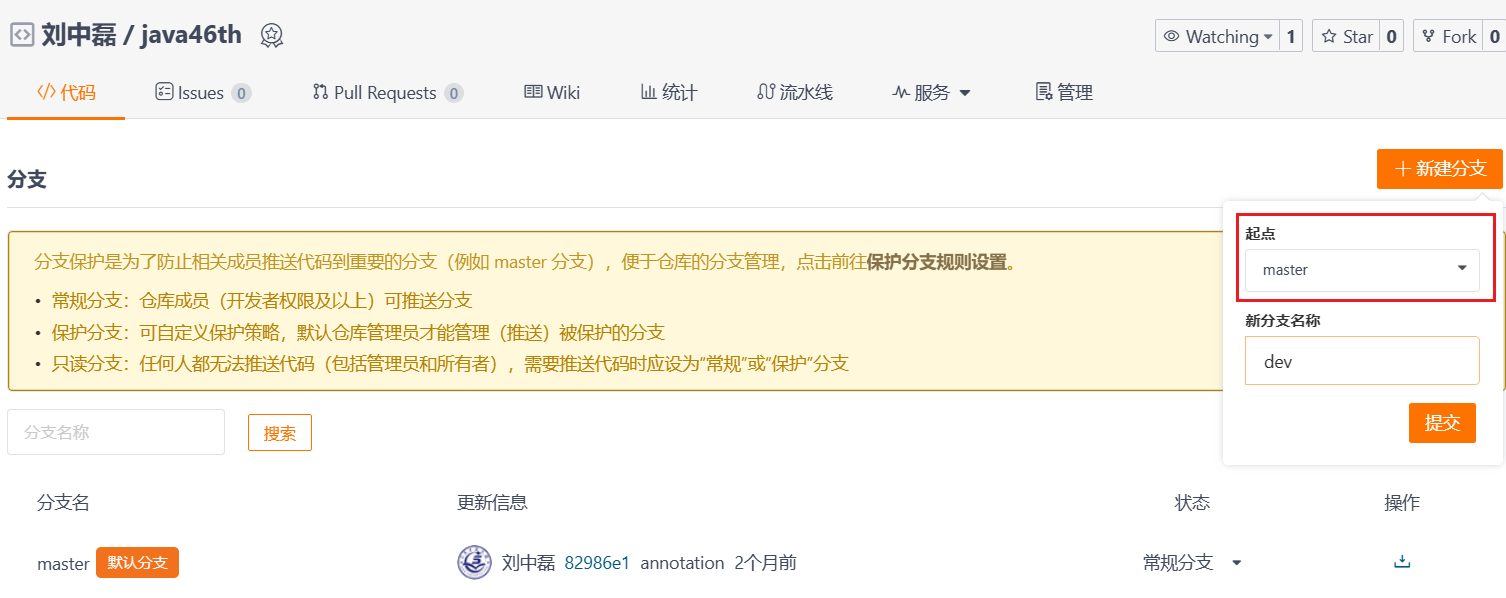 刘中磊 / java46th
Watching 1 Star 0 Fork 0
代码 Issues 0 Pull Requests 0 Wiki 统计 流水线 服务 管理
分支
新建分支
起点
master
新分支名称
dev
提交
分支保护是为了防止相关成员推送代码到重要的分支（例如 master 分支），便于仓库的分支管理，点击前往保护分支规则设置。
• 常规分支：仓库成员（开发者权限及以上）可推送分支
• 保护分支：可自定义保护策略，默认仓库管理员才能管理（推送）被保护的分支
• 只读分支：任何人都无法推送代码（包括管理员和所有者），需要推送代码时应设为“常规”或“保护”分支
分支名称 搜索
分支名 更新信息 状态 操作
master 默认分支 刘中磊 82986e1 annotation 2个月前 常规分支